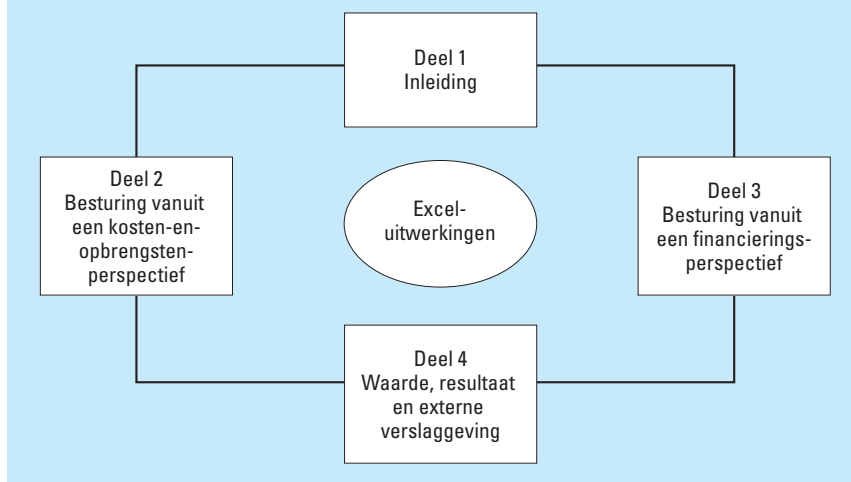 Deel 1
Inleiding
Deel 2
Besturing vanuit
een kosten-en-
opbrengsten-
perspectief
Excel-
uitwerkingen
Deel 3
Besturing vanuit
een financierings-
perspectief
Deel 4
Waarde, resultaat
en externe
verslaggeving